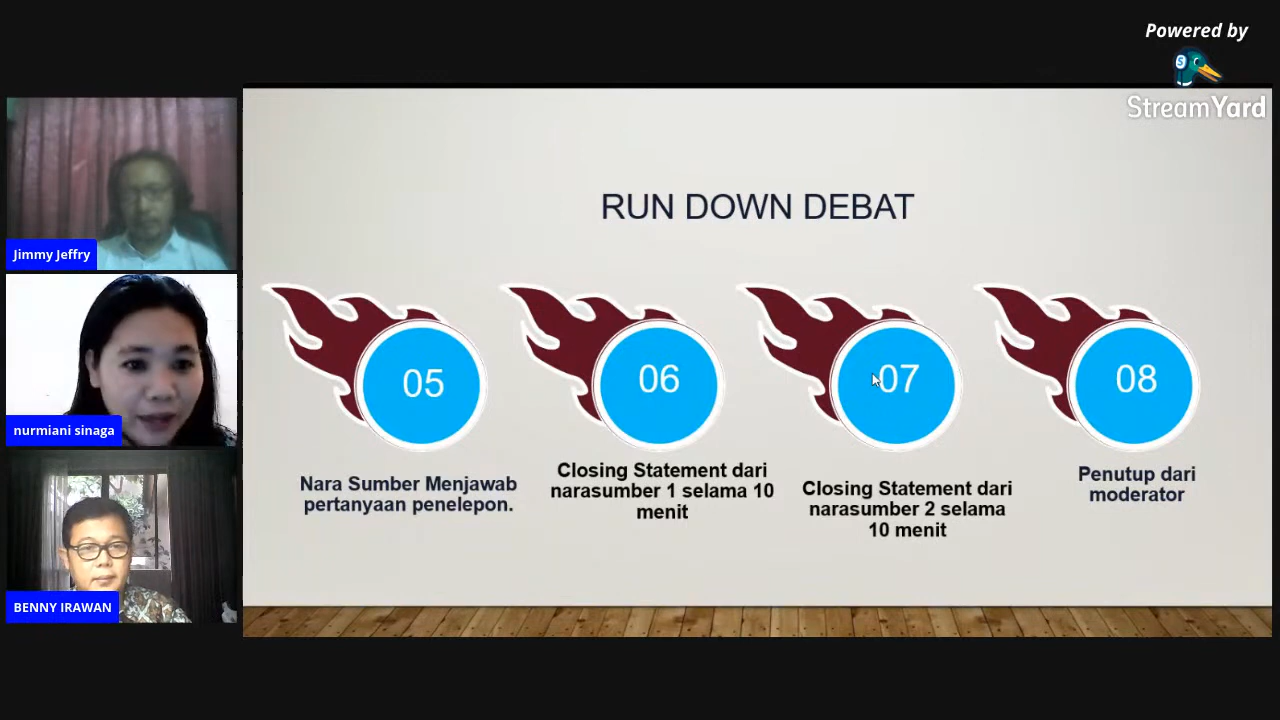 Powered by
StreamYard
Jimmy Jeffry
nurmiani sinaga
BENNY IRAWAN
RUN DOWN DEBAT
05
Nara Sumber Menjawab
pertanyaan penelepon.
06
Closing Statement dari
narasumber 1 selama 10
menit
07
Closing Statement dari
narasumber 2 selama
10 menit
08
Penutup dari
moderator